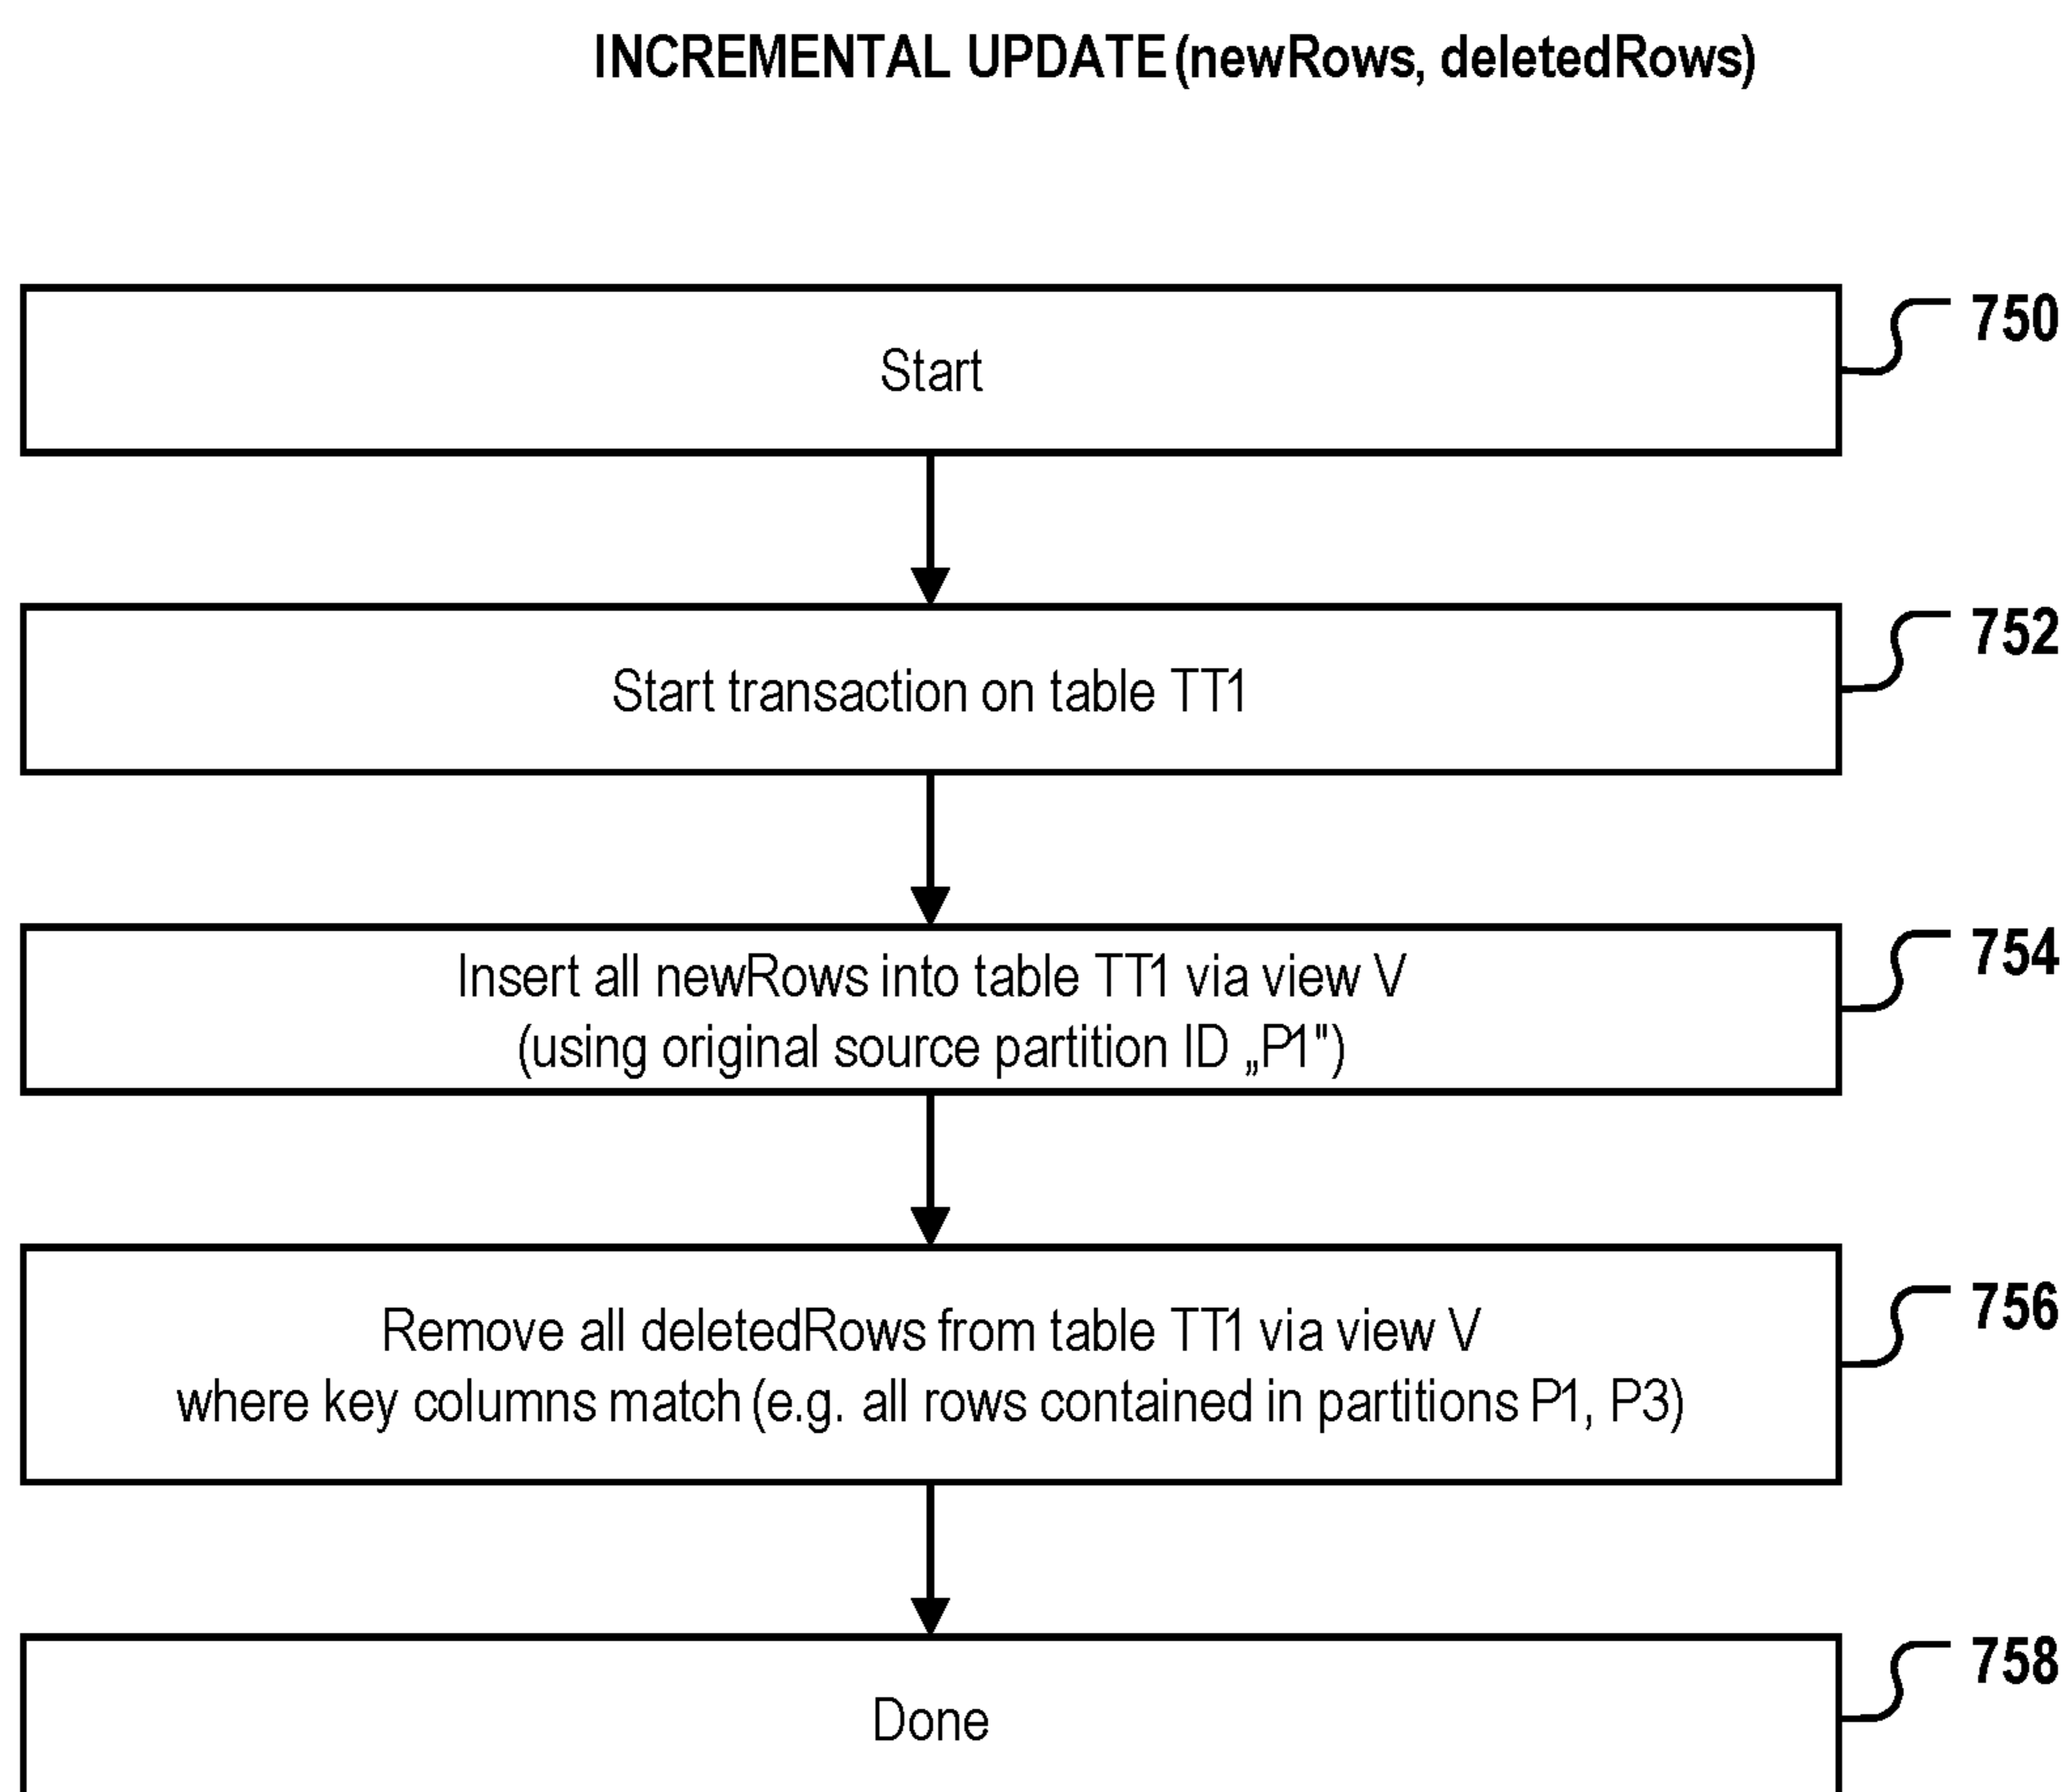 INCREMENTAL UPDATE (newRows, deletedRows)
Start
750
Start transaction on table TT1
752
Insert all newRows into table TT1 via view V
(using original source partition ID „P1")
754
Remove all deletedRows from table TT1 via view V
where key columns match (e.g. all rows contained in partitions P1, P3)
756
Done
758